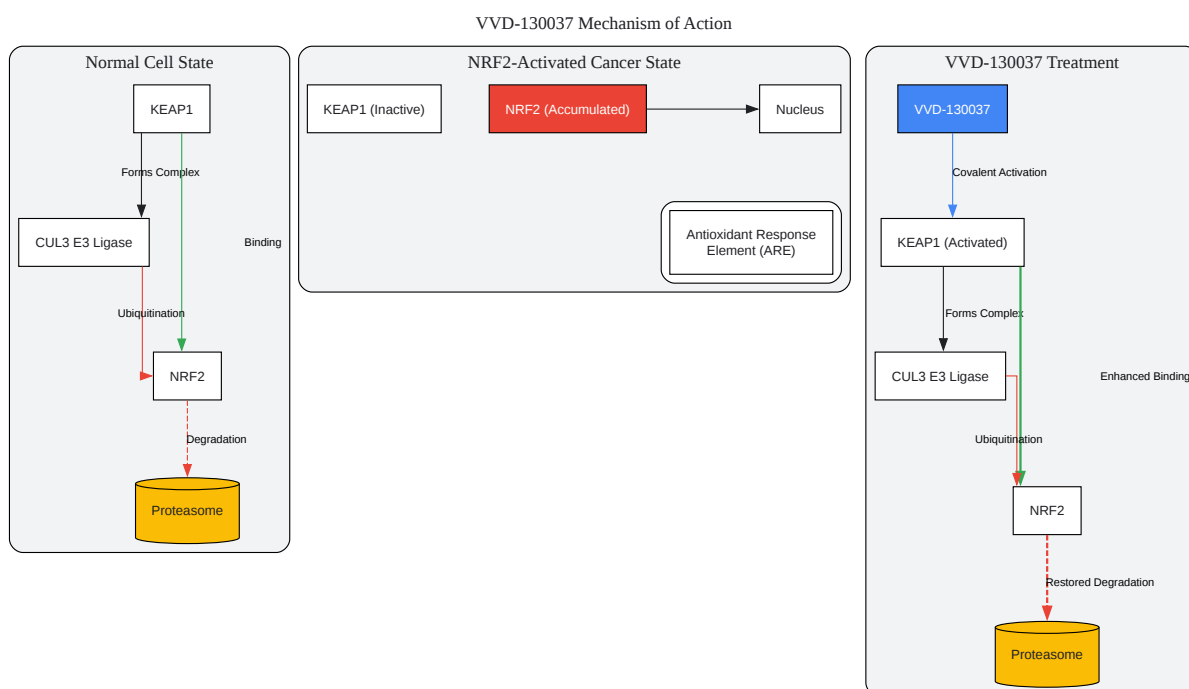 VVD-130037 Mechanism of Action
Normal Cell State
KEAP1
Forms Complex
CUL3 E3 Ligase
Binding
Ubiquitination
NRF2
Degradation
Proteasome
NRF2-Activated Cancer State
KEAP1 (Inactive)
NRF2 (Accumulated)
Nucleus
Antioxidant Response
Element (ARE)
VVD-130037 Treatment
VVD-130037
Covalent Activation
KEAP1 (Activated)
Forms Complex
CUL3 E3 Ligase
Enhanced Binding
Ubiquitination
NRF2
Restored Degradation
Proteasome